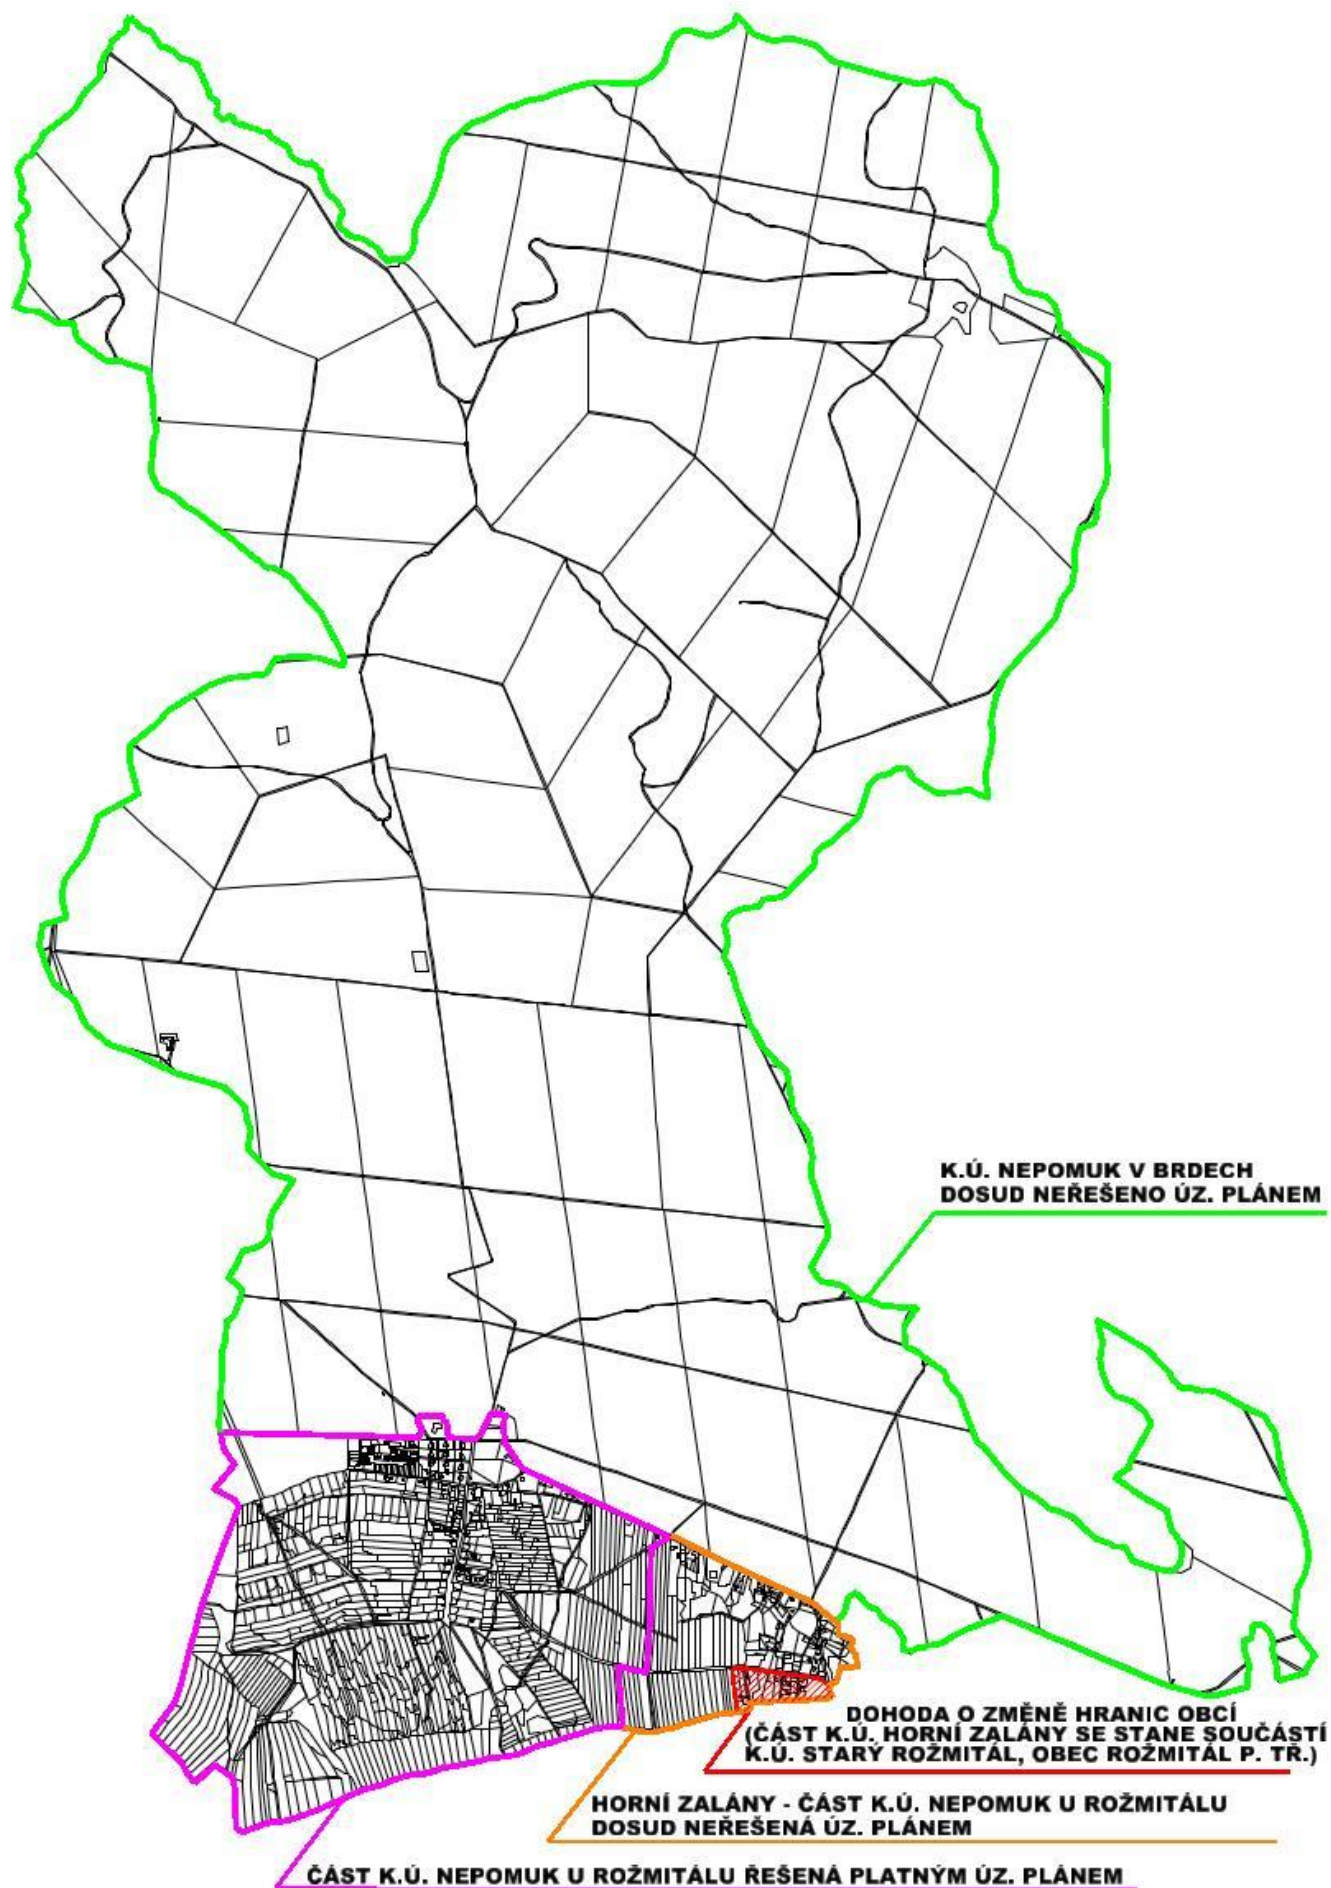 K.Ú. NEPOMUK V BRDECH
DOSUD NEŘEŠENO ÚZ. PLÁNEM
DOHODA O ZMĚNĚ HRANIC OBCÍ
(ČÁST K.Ú. HORNÍ ZALÁNY SE STANE SOUČÁSTÍ
K.Ú. STARÝ ROŽMITÁL, OBEC ROŽMITÁL P. TŘ.)
HORNÍ ZALÁNY - ČÁST K.Ú. NEPOMUK U ROŽMITÁLU
DOSUD NEŘEŠENÁ ÚZ. PLÁNEM
ČÁST K.Ú. NEPOMUK U ROŽMITÁLU ŘEŠENÁ PLATNÝM ÚZ. PLÁNEM